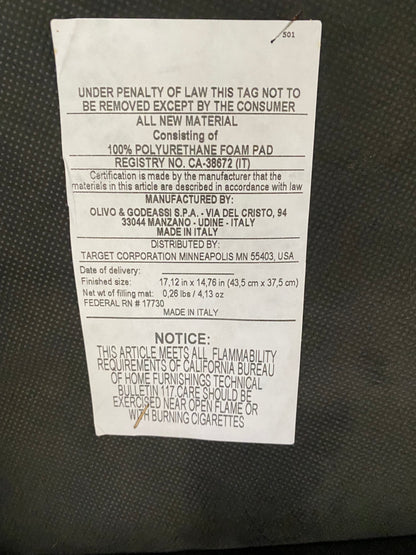 501
UNDER PENALTY OF LAW THIS TAG NOT TO
BE REMOVED EXCEPT BY THE CONSUMER
ALL NEW MATERIAL
Consisting of
100% POLYURETHANE FOAM PAD
REGISTRY NO. CA-38672 (IT)
Certification is made by the manufacturer that the
materials in this article are described in accordance with law
MANUFACTURED BY:
OLIVO & GODEASSI S.P.A. - VIA DEL CRISTO, 94
33044 MANZANO - UDINE - ITALY
MADE IN ITALY
DISTRIBUTED BY:
TARGET CORPORATION MINNEAPOLIS MN 55403, USA
Date of delivery:
Finished size: 17,12 in x 14,76 in (43,5 cm x 37,5 cm)
Net wt of filling mat: 0,26 lbs / 4,13 oz
FEDERAL RN # 17730
MADE IN ITALY
NOTICE:
THIS ARTICLE MEETS ALL FLAMMABILITY
REQUIREMENTS OF CALIFORNIA BUREAU
OF HOME FURNISHINGS TECHNICAL
BULLETIN 117 CARE SHOULD BE
EXERCISED NEAR OPEN FLAME OR
WITH BURNING CIGARETTES